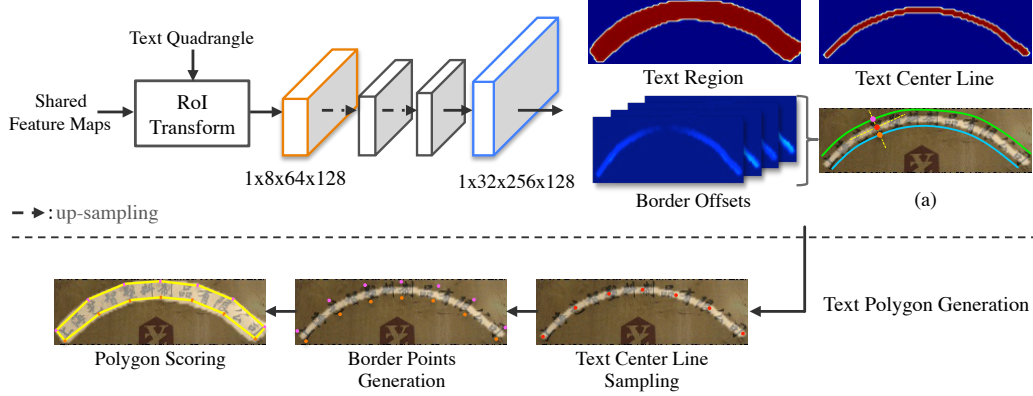 Text Quadrangle
Shared
Feature Maps
RoI
Transform
1x8x64x128
1x32x256x128
Text Region
Text Center Line
Border Offsets
(a)
: up-sampling
Text Polygon Generation
Polygon Scoring
Border Points
Generation
Text Center Line
Sampling